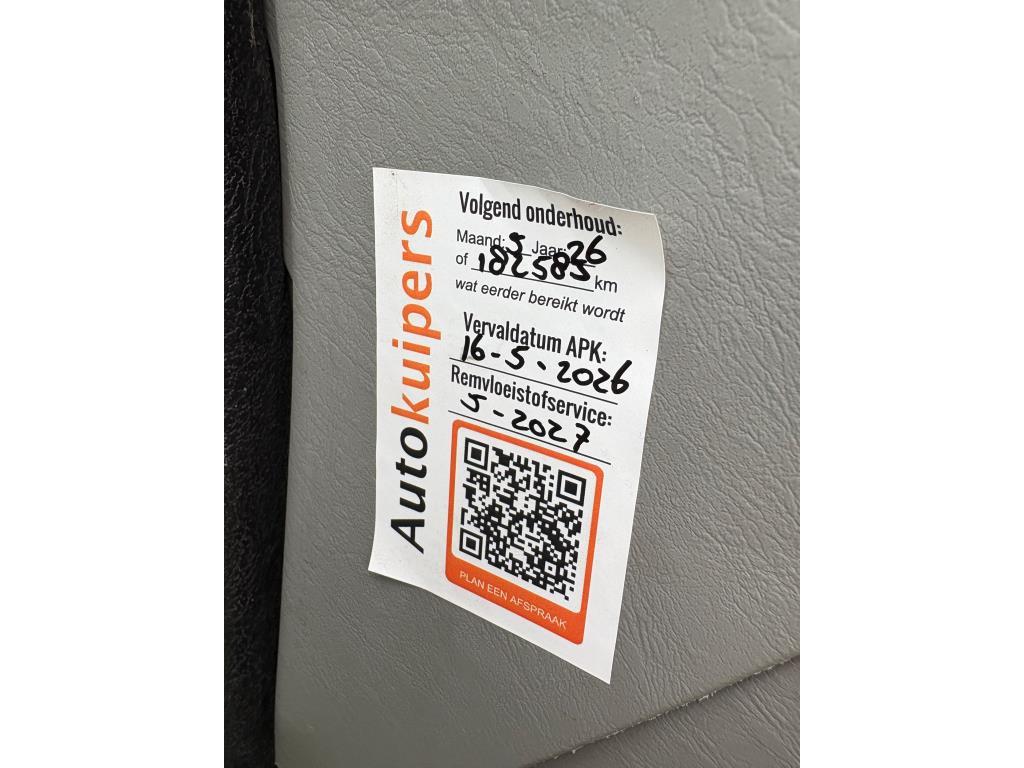 Autokuipers
Volgend onderhoud:
Maand: 5 Jaar: 26
of 182585 km
wat eerder bereikt wordt
Vervaldatum APK:
16-5-2026
Remvloeistofservice:
5-2027
PLAN EEN AFSPRAAK